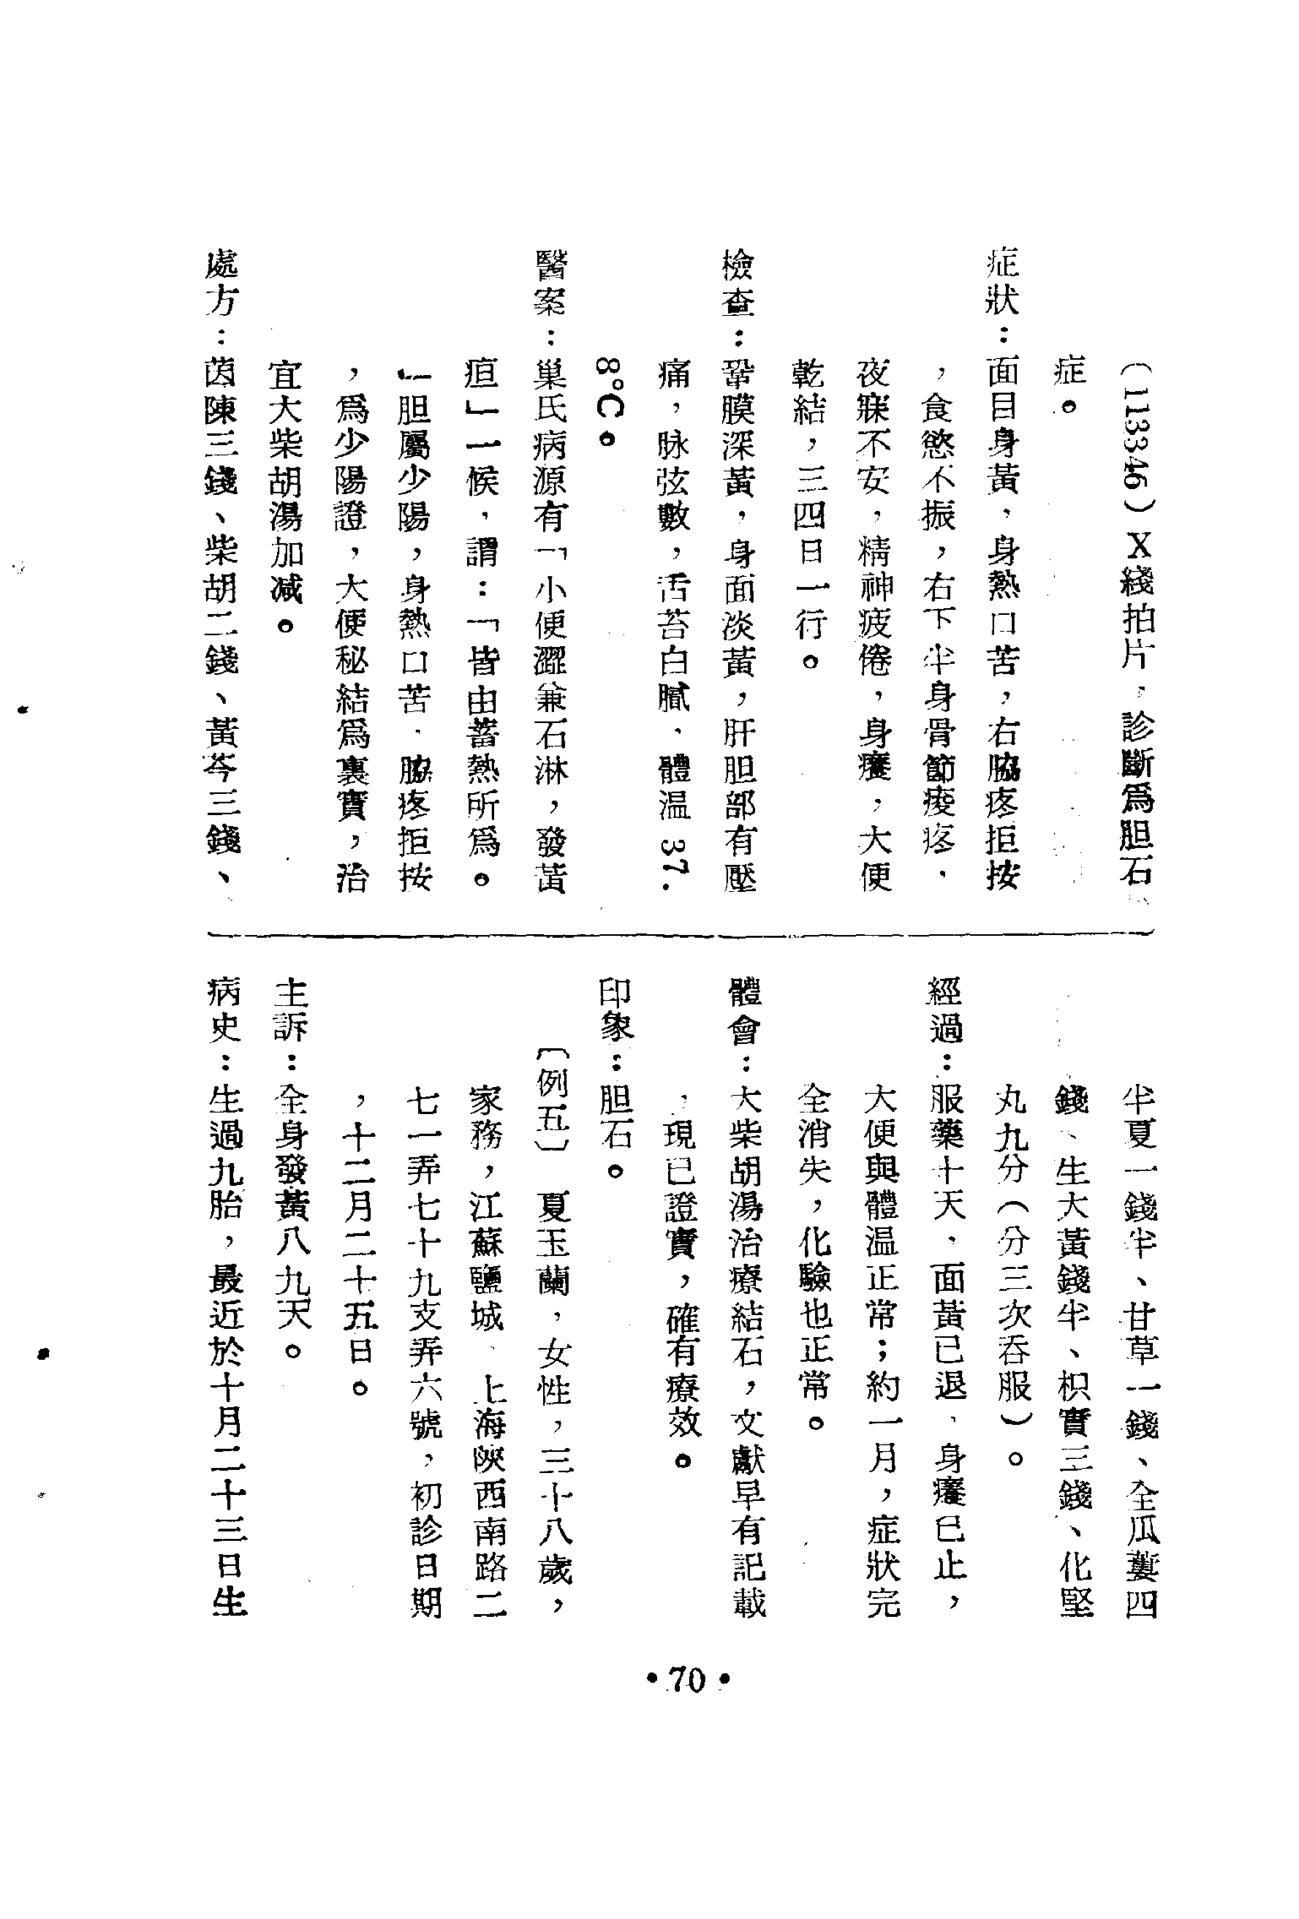 （113346）X綫拍片，診斷爲胆石
症。
症狀：面目身黃，身熱口苦，右脇疼拒按
，食慾不振，右下半身骨節痠疼，
夜寐不安，精神疲倦，身癢，大便
乾結，三四日一行。
檢查：鞏膜深黃，身面淡黃，肝胆部有壓
痛，脉弦數，舌苔白膩，體温37.
8°C。
醫案：巢氏病源有「小便澀兼石淋，發黃
疸」一候，謂：「皆由蓄熱所爲。
」胆屬少陽，身熱口苦，脇疼拒按
，爲少陽證，大便秘結爲裏實，治
宜大柴胡湯加减。
處方：茵陳三錢、柴胡二錢、黃芩三錢、
半夏一錢半、甘草一錢、全瓜蔞四
錢、生大黃錢半、枳實三錢、化堅
丸九分（分三次吞服）。
經過：服藥十天，面黃已退，身癢已止，
大便與體温正常；約一月，症狀完
全消失，化驗也正常。
體會：大柴胡湯治療結石，文獻早有記載
，現已證實，確有療效。
印象：胆石。
〔例五〕 夏玉蘭，女性，三十八歲，
家務，江蘇鹽城、上海陜西南路二
七一弄七十九支弄六號，初診日期
，十二月二十五日。
主訴：全身發黃八九天。
病史：生過九胎，最近於十月二十三日生
•70•